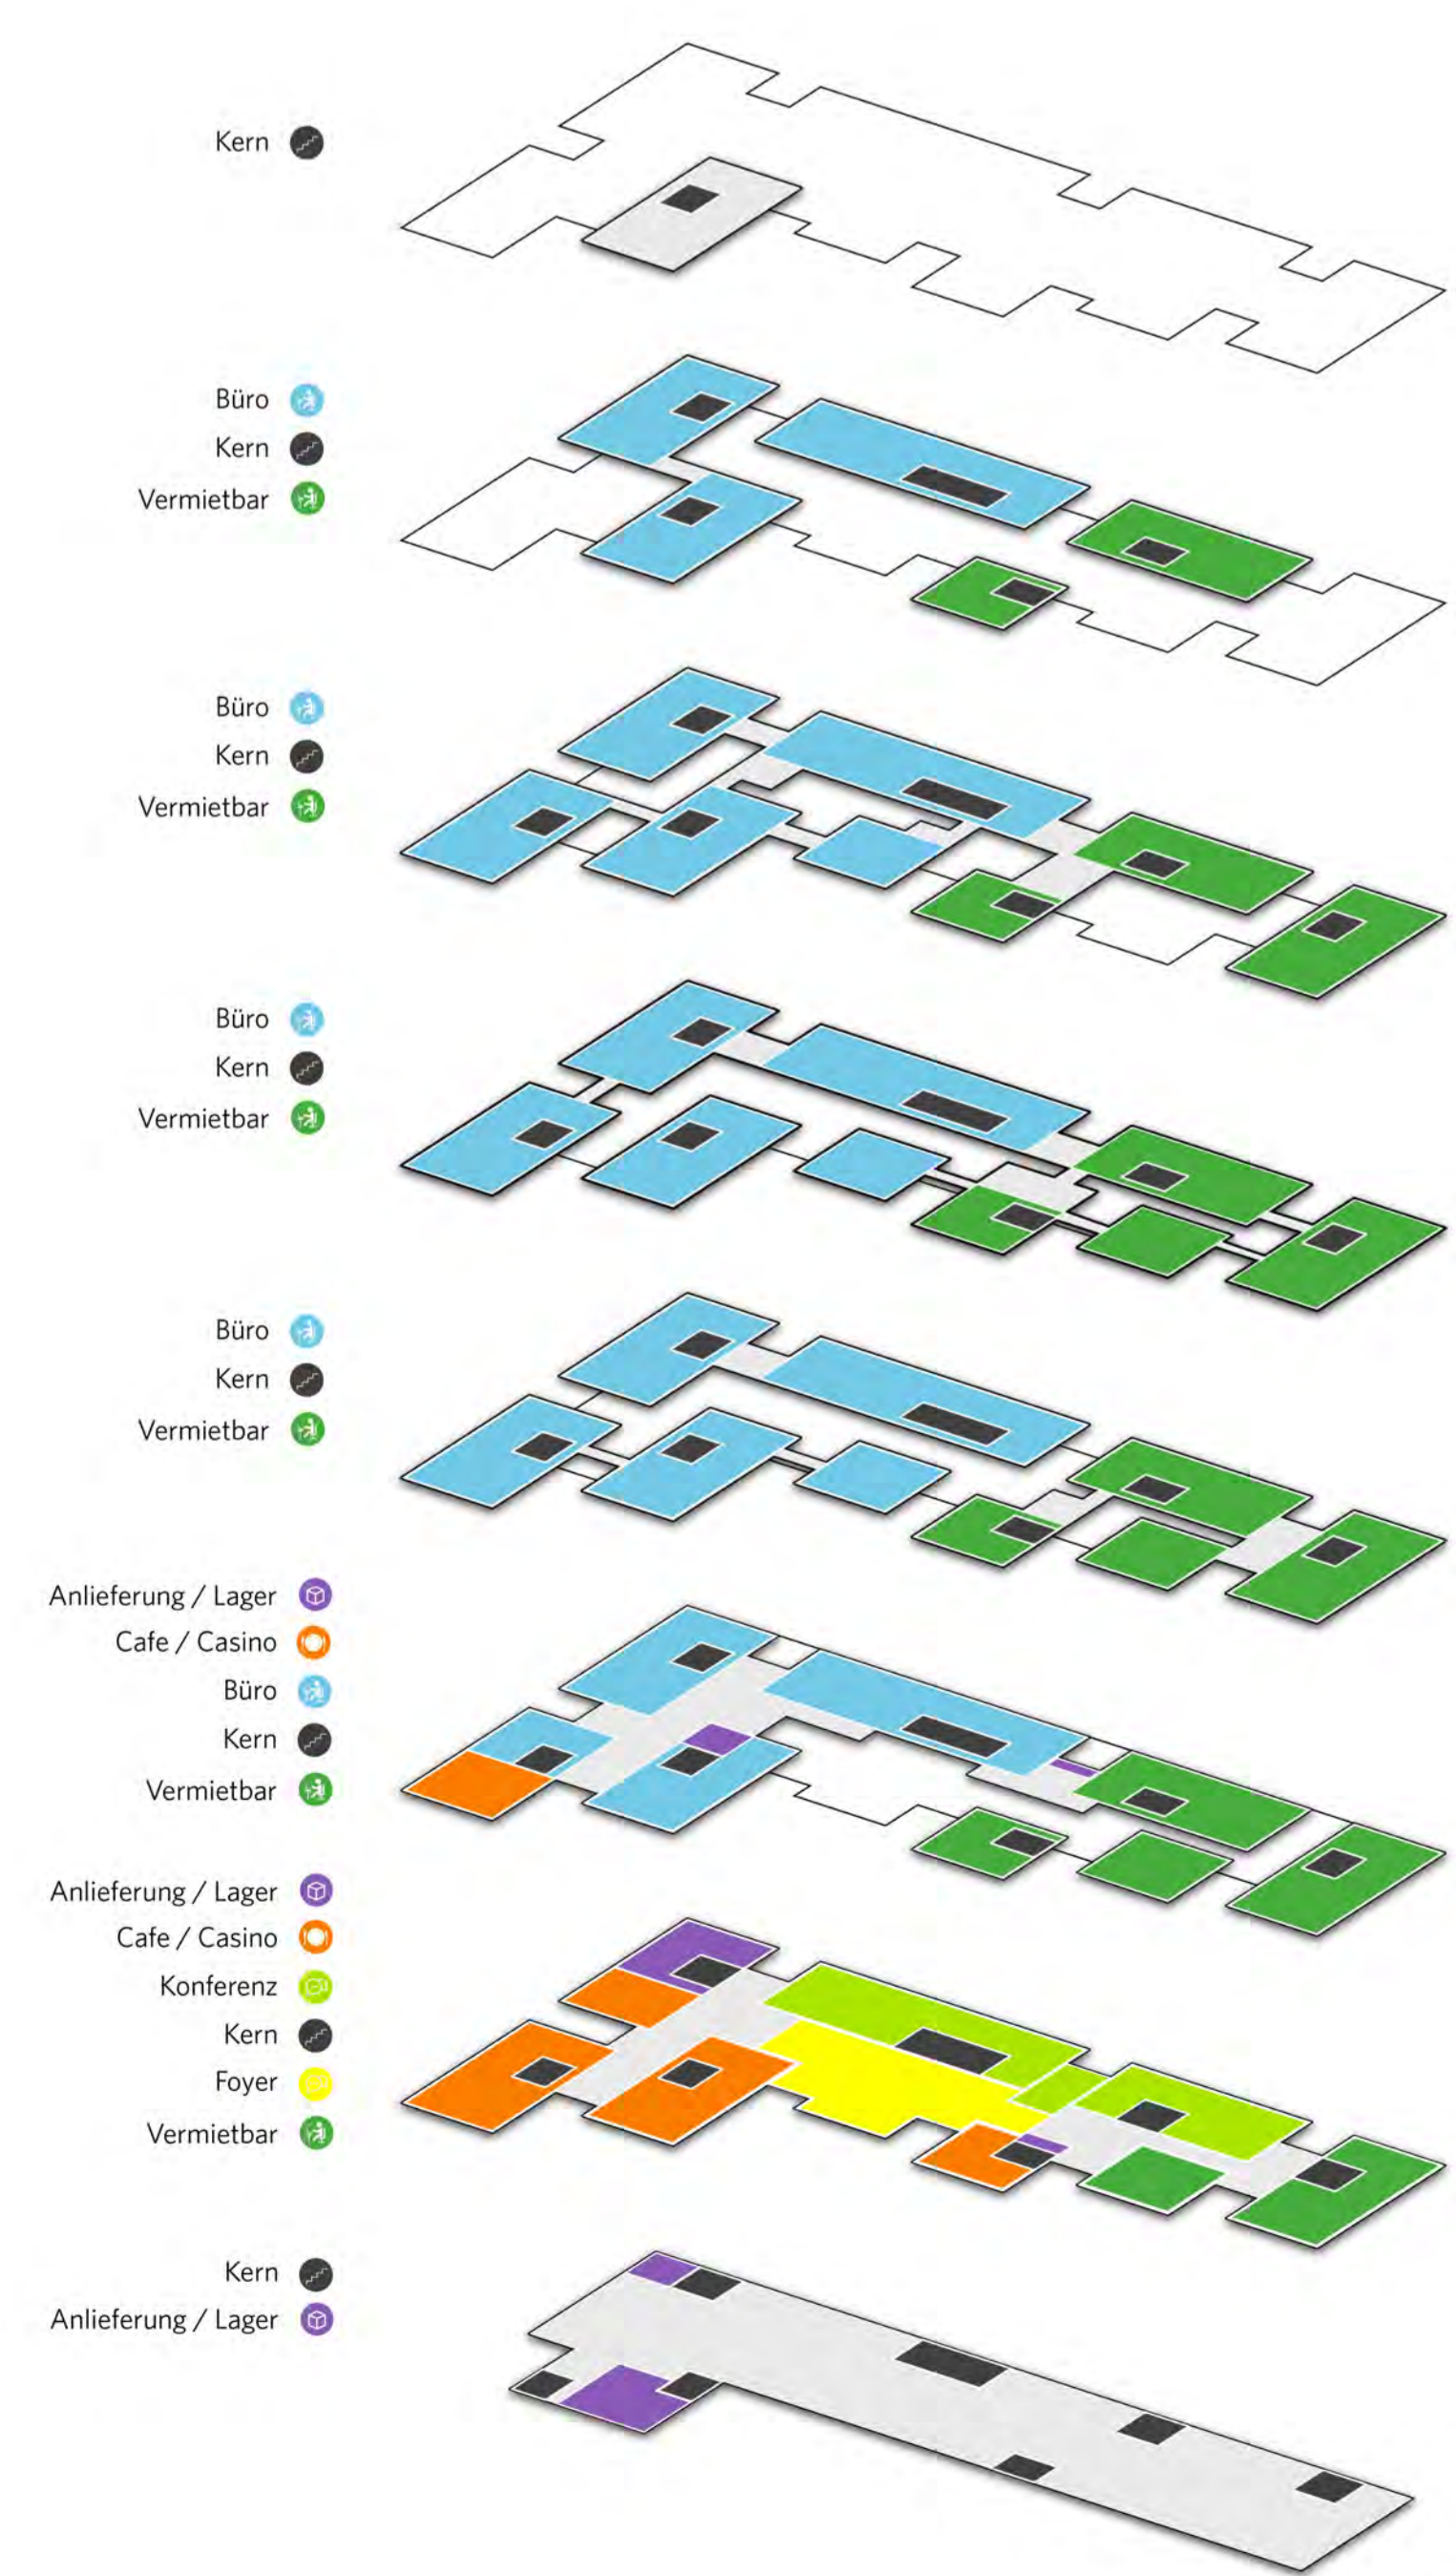 Kern
Büro
Kern
Vermietbar
Büro
Kern
Vermietbar
Büro
Kern
Vermietbar
Büro
Kern
Vermietbar
Anlieferung / Lager
Cafe / Casino
Büro
Kern
Vermietbar
Anlieferung / Lager
Cafe / Casino
Konferenz
Kern
Foyer
Vermietbar
Kern
Anlieferung / Lager